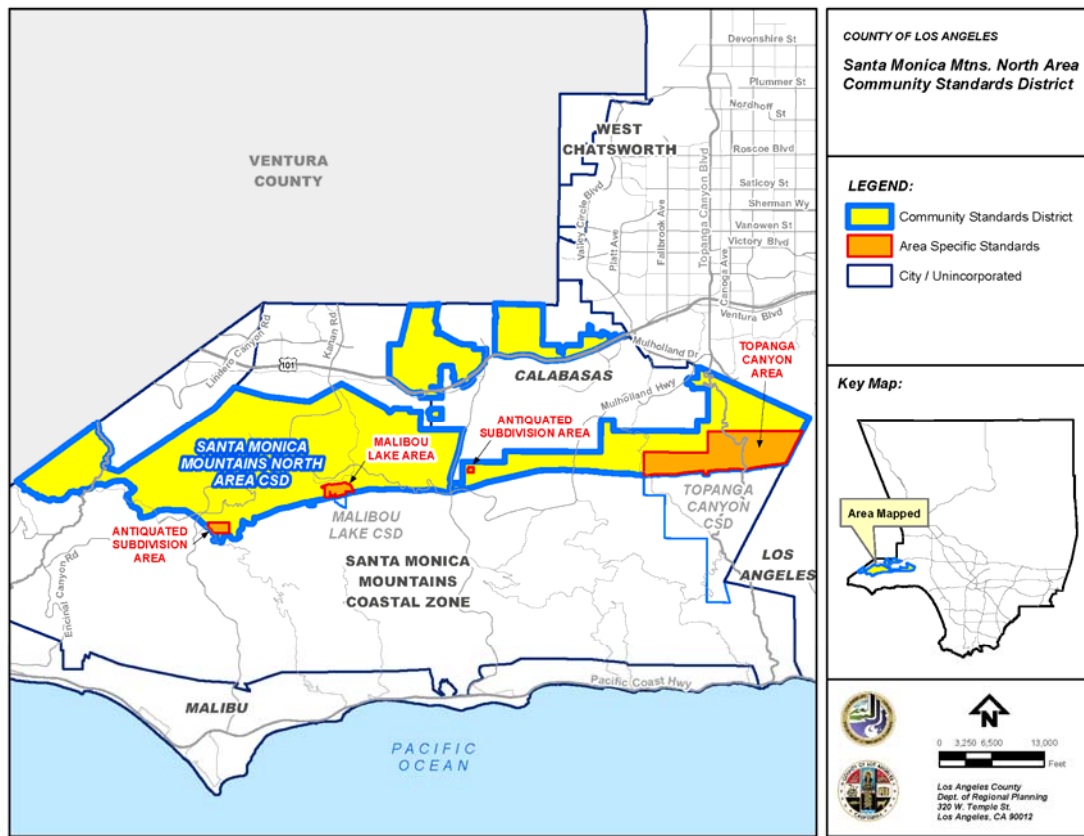 COUNTY OF LOS ANGELES
Santa Monica Mtns. North Area
Community Standards District
LEGEND:
Community Standards District
Area Specific Standards
City / Unincorporated
Key Map:
Area Mapped
N
0 3,250 6,500 13,000
Feet
Los Angeles County
Dept. of Regional Planning
320 W. Temple St.
Los Angeles, CA 90012
VENTURA
COUNTY
WEST
CHATSWORTH
Devonshire St
Plummer St
Nordhoff
St
Roscoe Blvd
Saticoy St
Sherman Wy
Vanowen St
Victory Blvd
Valley Circle Blvd
Platt Ave
Fallbrook Ave
Topanga Canyon Blvd
Canoga Ave
Ventura Blvd
Mulholland Dr
TOPANGA
CANYON
AREA
Lindero Canyon Rd
Kanan Rd
101
CALABASAS
Mulholland Hwy
ANTIQUATED
SUBDIVISION AREA
SANTA MONICA
MOUNTAINS NORTH
AREA CSD
MALIBOU
LAKE AREA
ANTIQUATED
SUBDIVISION
AREA
MALIBOU
LAKE CSD
TOPANGA
CANYON
CSD
SANTA MONICA
MOUNTAINS
COASTAL ZONE
LOS
ANGELES
Encinal Canyon Rd
Pacific Coast Hwy
MALIBU
PACIFIC
OCEAN